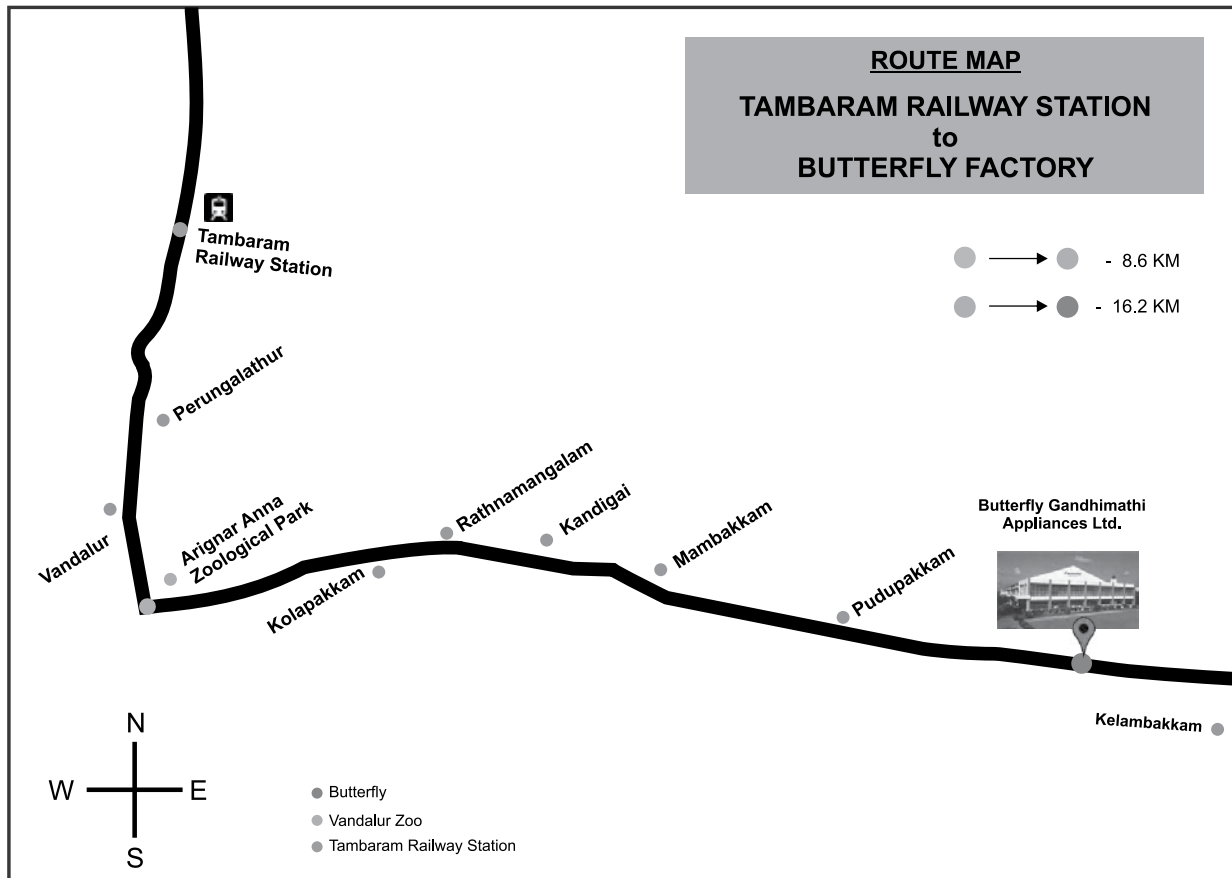 ROUTE MAP
TAMBARAM RAILWAY STATION
to
BUTTERFLY FACTORY
- 8.6 KM
- 16.2 KM
Tambaram
Railway Station
Perungalathur
Vandalur
Arignar Anna
Zoological Park
Kolapakkam
Rathnamangalam
Kandigai
Mambakkam
Pudupakkam
Butterfly Gandhimathi
Appliances Ltd.
Kelambakkam
N
W E
S
Butterfly
Vandalur Zoo
Tambaram Railway Station